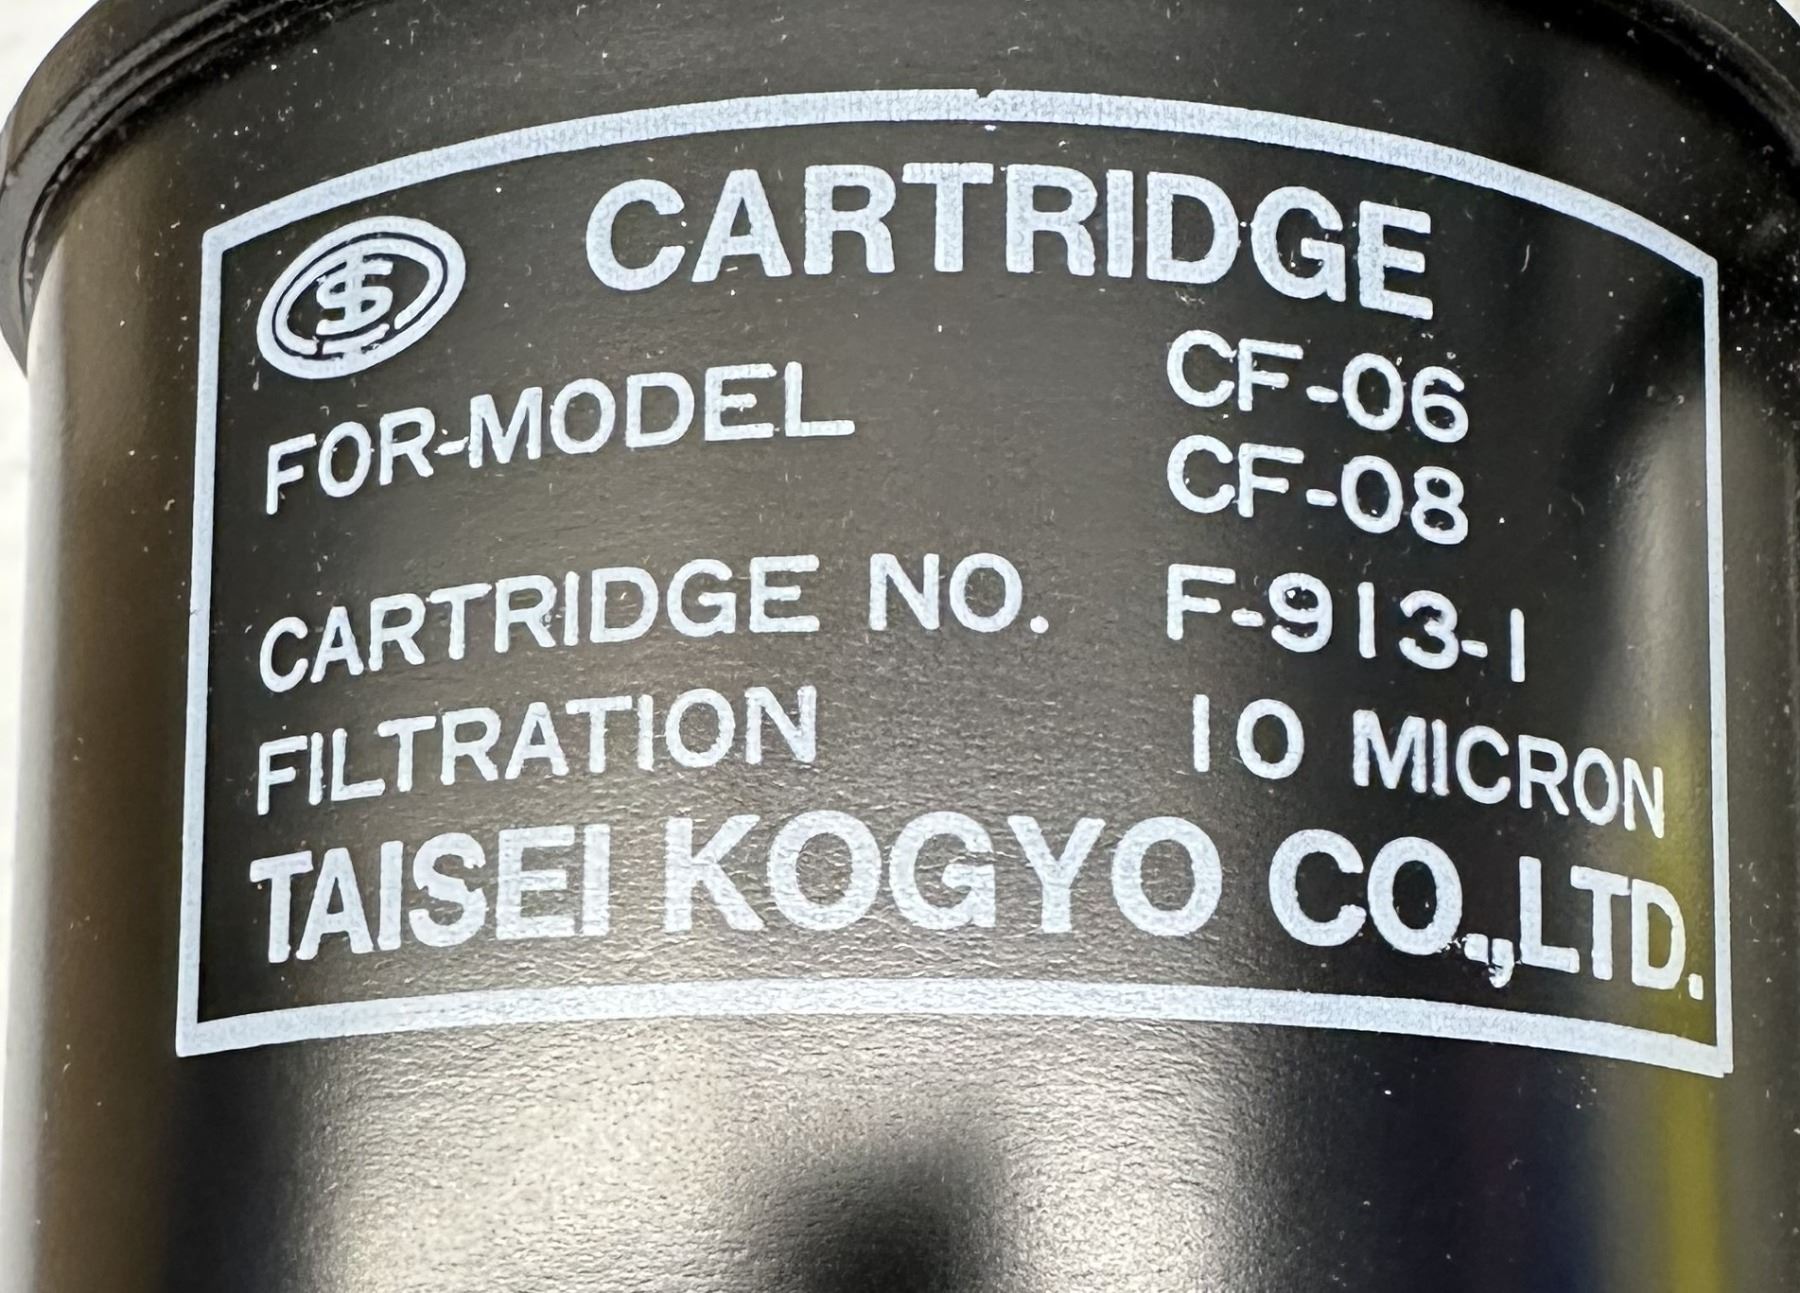 CARTRIDGE
FOR-MODEL CF-06
CF-08
CARTRIDGE NO. F-913-1
FILTRATION 10 MICRON
TAISEI KOGYO CO.,LTD.